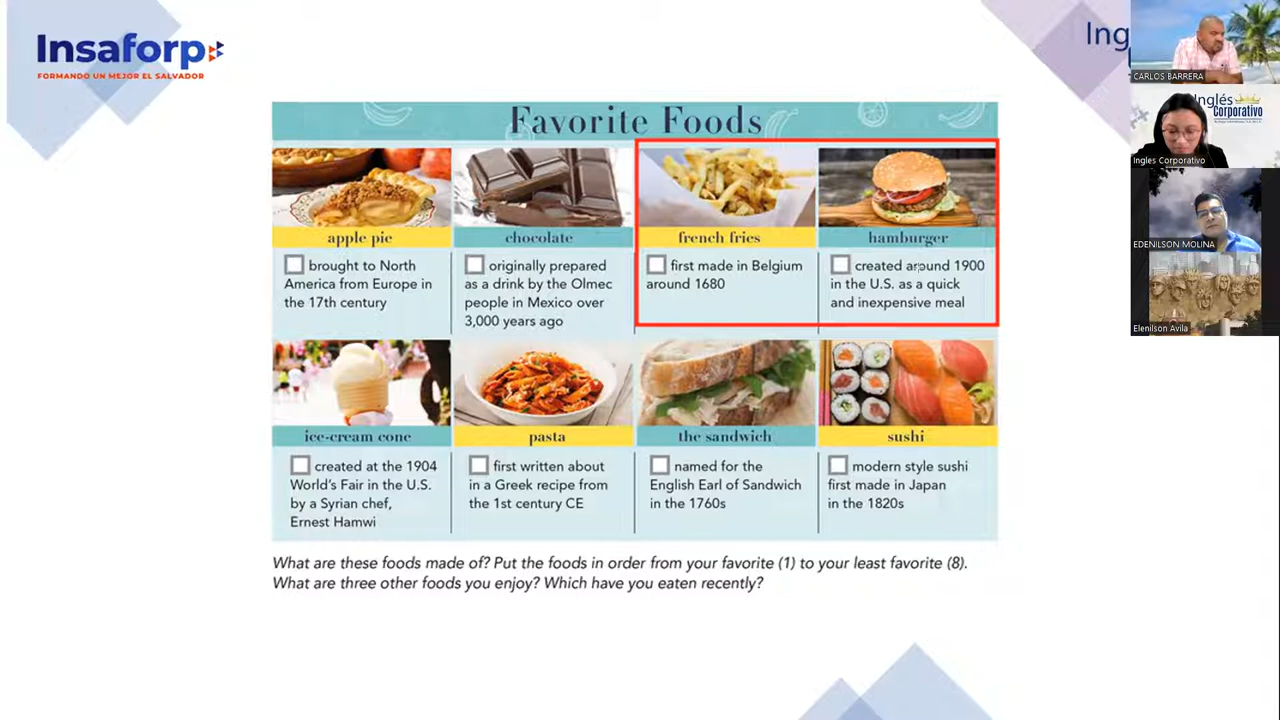 Insaforp
FORMANDO UN MEJOR EL SALVADOR
Ing
CARLOS BARRERA
Inglés
Corporativo
Ingles Corporativo
EDENILSON MOLINA
Elenilson Avila
Favorite Foods
apple pie
brought to North
America from Europe in
the 17th century
chocolate
originally prepared
as a drink by the Olmec
people in Mexico over
3,000 years ago
french fries
first made in Belgium
around 1680
hamburger
created around 1900
in the U.S. as a quick
and inexpensive meal
ice-cream cone
created at the 1904
World's Fair in the U.S.
by a Syrian chef,
Ernest Hamwi
pasta
first written about
in a Greek recipe from
the 1st century CE
the sandwich
named for the
English Earl of Sandwich
in the 1760s
sushi
modern style sushi
first made in Japan
in the 1820s
What are these foods made of? Put the foods in order from your favorite (1) to your least favorite (8).
What are three other foods you enjoy? Which have you eaten recently?